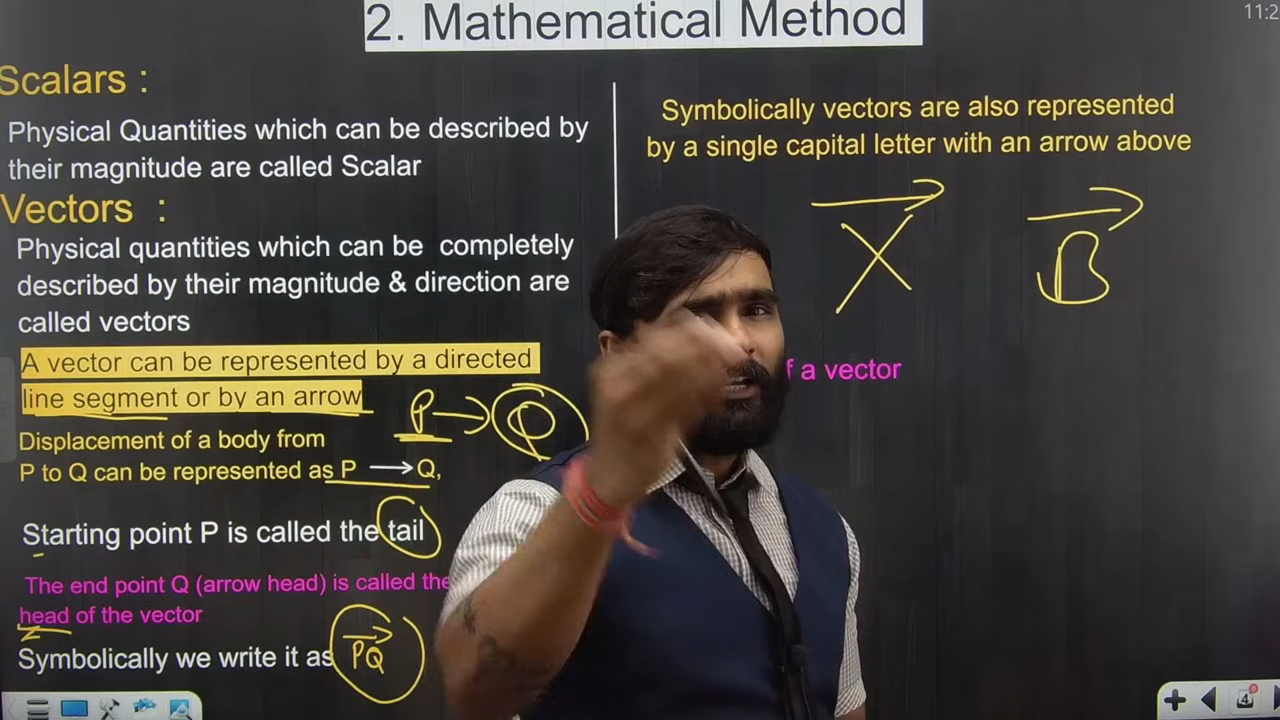 2. Mathematical Method
11:2
Scalars :
Physical Quantities which can be described by
their magnitude are called Scalar
Vectors :
Physical quantities which can be completely
described by their magnitude & direction are
called vectors
A vector can be represented by a directed
line segment or by an arrow
P → Q
Displacement of a body from
P to Q can be represented as P → Q,
Starting point P is called the tail
The end point Q (arrow head) is called the
head of the vector
Symbolically we write it as PQ
Symbolically vectors are also represented
by a single capital letter with an arrow above
X B
f a vector
4